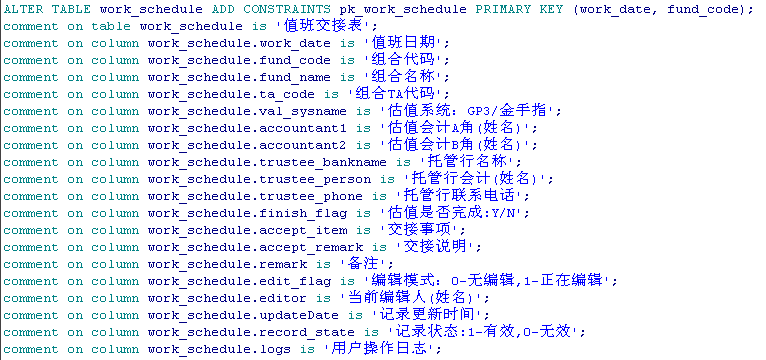 ALTER TABLE work_schedule ADD CONSTRAINTS pk_work_schedule PRIMARY KEY (work_date, fund_code);
comment on table work_schedule is '值班交接表';
comment on column work_schedule.work_date is '值班日期';
comment on column work_schedule.fund_code is '组合代码';
comment on column work_schedule.fund_name is '组合名称';
comment on column work_schedule.ta_code is '组合TA代码';
comment on column work_schedule.val_sysname is '估值系统：GP3/金手指';
comment on column work_schedule.accountant1 is '估值会计A角(姓名)';
comment on column work_schedule.accountant2 is '估值会计B角(姓名)';
comment on column work_schedule.trustee_bankname is '托管行名称';
comment on column work_schedule.trustee_person is '托管行会计(姓名)';
comment on column work_schedule.trustee_phone is '托管行联系电话';
comment on column work_schedule.finish_flag is '估值是否完成:Y/N';
comment on column work_schedule.accept_item is '交接事项';
comment on column work_schedule.accept_remark is '交接说明';
comment on column work_schedule.remark is '备注';
comment on column work_schedule.edit_flag is '编辑模式：0-无编辑,1-正在编辑';
comment on column work_schedule.editor is '当前编辑人(姓名)';
comment on column work_schedule.updateDate is '记录更新时间';
comment on column work_schedule.record_state is '记录状态:1-有效,0-无效';
comment on column work_schedule.logs is '用户操作日志';